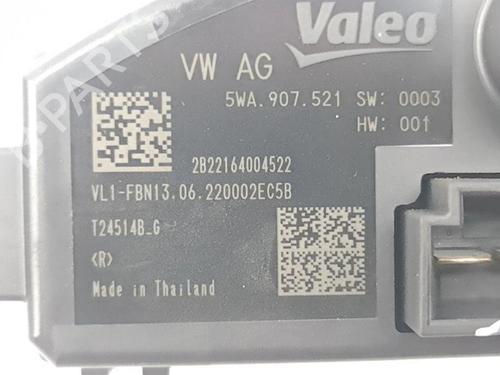 Valeo
VW AG
5WA.907.521 SW: 0003
HW: 001
2B22164004522
VL1-FBN13.06.220002EC5B
T24514B_G
<R>
Made in Thailand